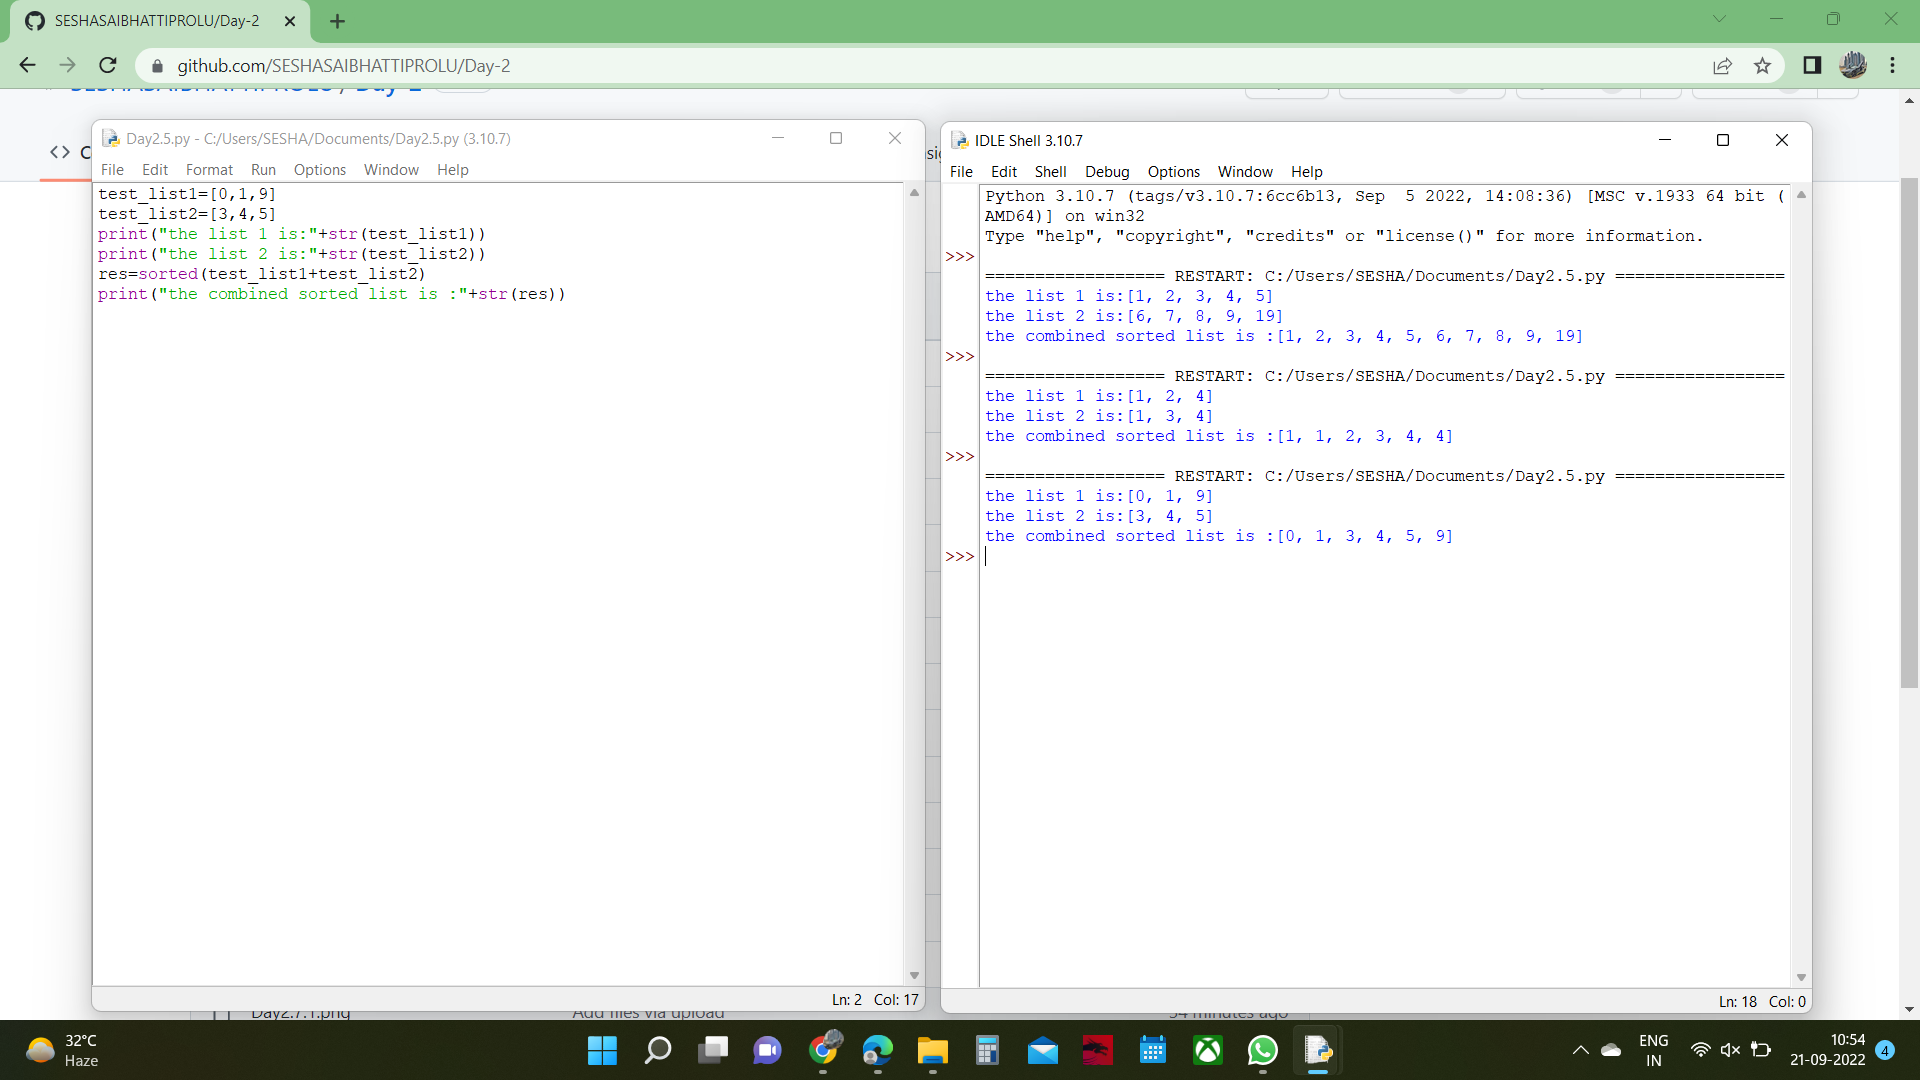 SESHASAIBHATTIPROLU/Day-2
github.com/SESHASAIBHATTIPROLU/Day-2
Day2.5.py - C:/Users/SESHA/Documents/Day2.5.py (3.10.7)
File Edit Format Run Options Window Help
test_list1=[0,1,9]
test_list2=[3,4,5]
print("the list 1 is:"+str(test_list1))
print("the list 2 is:"+str(test_list2))
res=sorted(test_list1+test_list2)
print("the combined sorted list is :"+str(res))
Ln: 2 Col: 17
IDLE Shell 3.10.7
File Edit Shell Debug Options Window Help
Python 3.10.7 (tags/v3.10.7:6cc6b13, Sep  5 2022, 14:08:36) [MSC v.1933 64 bit (
AMD64)] on win32
Type "help", "copyright", "credits" or "license()" for more information.
>>>
================== RESTART: C:/Users/SESHA/Documents/Day2.5.py =================
the list 1 is:[1, 2, 3, 4, 5]
the list 2 is:[6, 7, 8, 9, 19]
the combined sorted list is :[1, 2, 3, 4, 5, 6, 7, 8, 9, 19]
>>>
================== RESTART: C:/Users/SESHA/Documents/Day2.5.py =================
the list 1 is:[1, 2, 4]
the list 2 is:[1, 3, 4]
the combined sorted list is :[1, 1, 2, 3, 4, 4]
>>>
================== RESTART: C:/Users/SESHA/Documents/Day2.5.py =================
the list 1 is:[0, 1, 9]
the list 2 is:[3, 4, 5]
the combined sorted list is :[0, 1, 3, 4, 5, 9]
>>>
Ln: 18 Col: 0
Day2.7.1.png Add files via upload 54 minutes ago
32°C
Haze
ENG
IN
10:54
21-09-2022
4